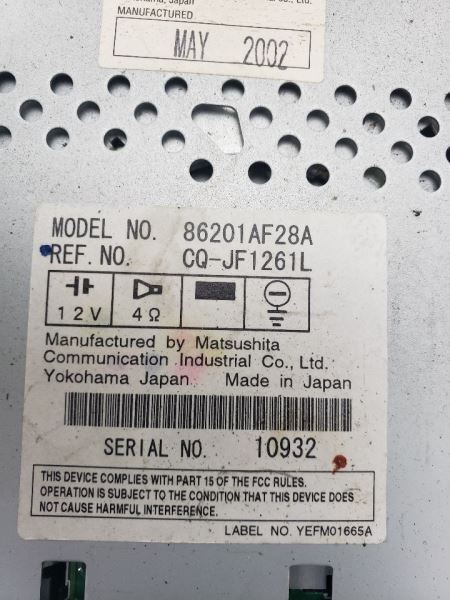 Yokohama, Japan
MANUFACTURED
MAY 2002
MODEL NO. 86201AF28A
REF. NO. CQ-JF1261L
12V 4Ω
Manufactured by Matsushita
Communication Industrial Co., Ltd.
Yokohama Japan. Made in Japan
SERIAL NO. 10932
THIS DEVICE COMPLIES WITH PART 15 OF THE FCC RULES.
OPERATION IS SUBJECT TO THE CONDITION THAT THIS DEVICE DOES
NOT CAUSE HARMFUL INTERFERENCE.
LABEL NO. YEFM01665A